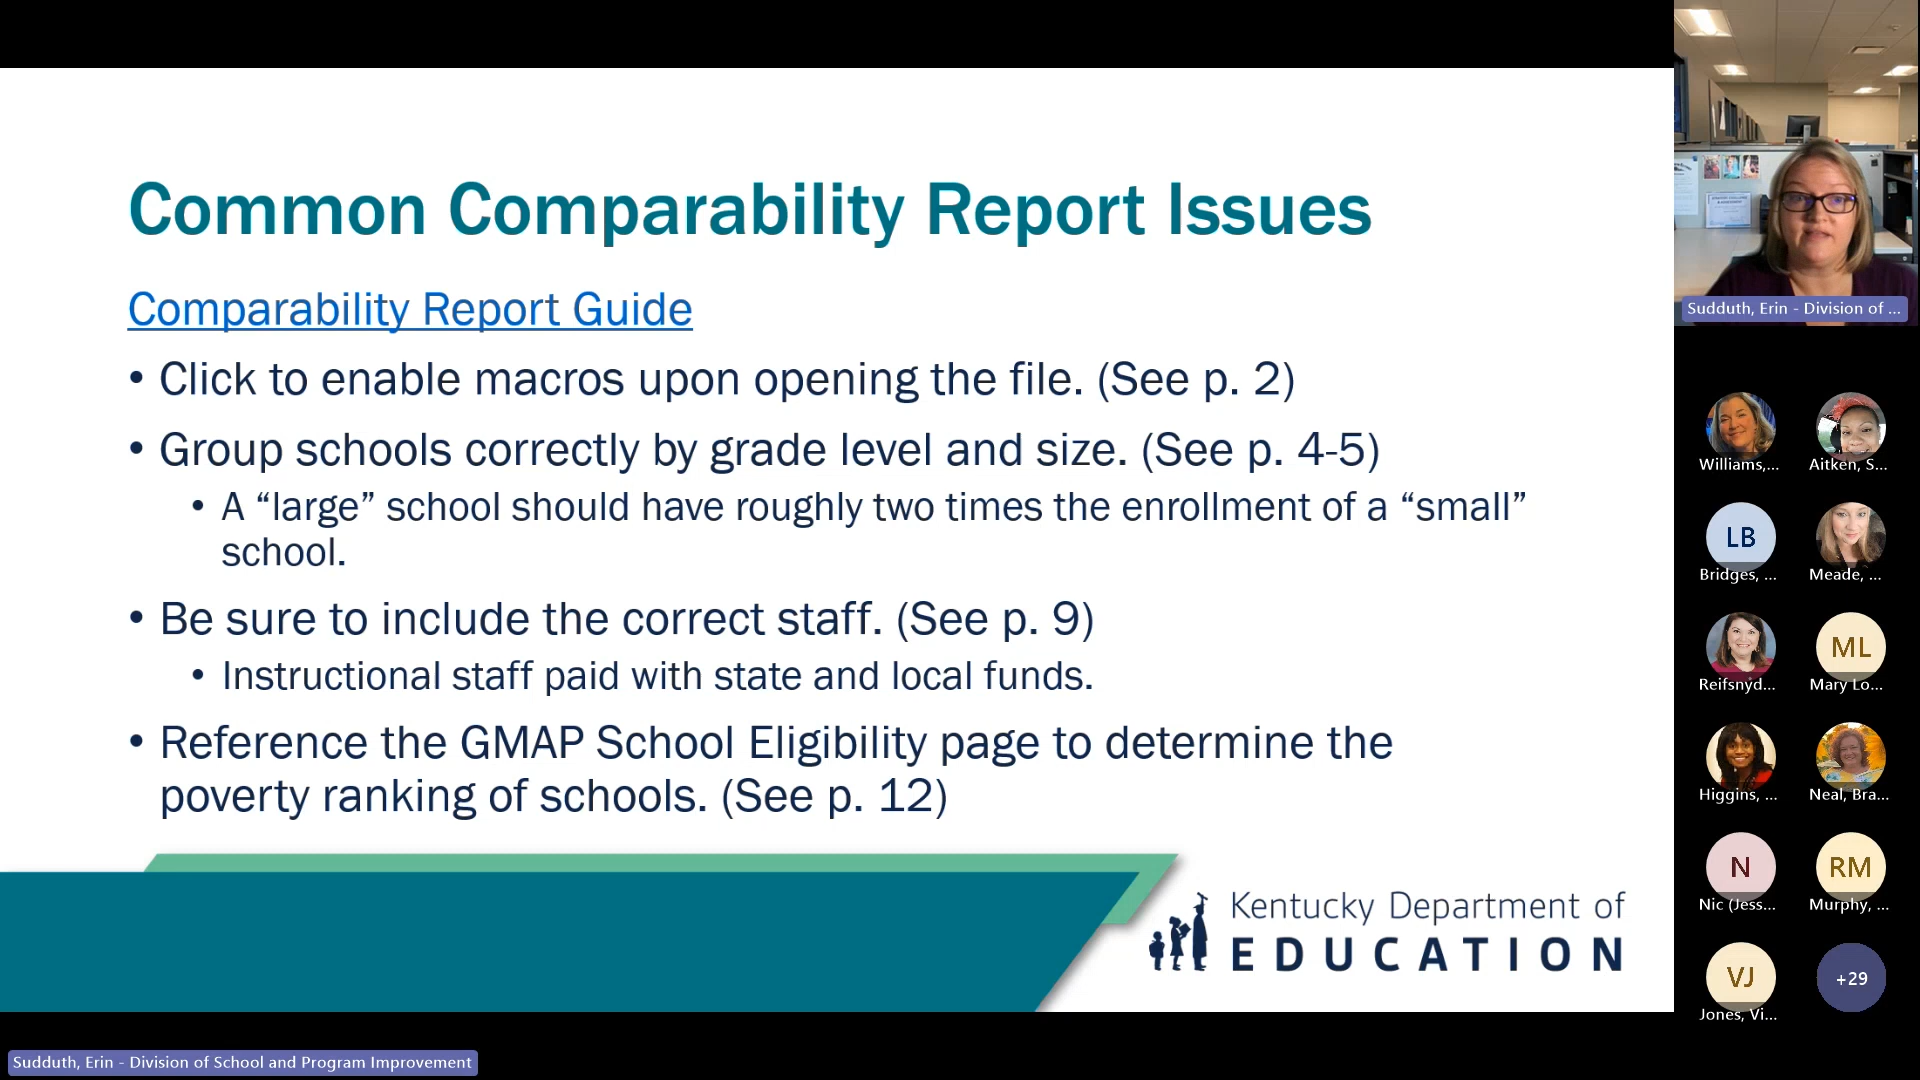 Common Comparability Report Issues
Comparability Report Guide
• Click to enable macros upon opening the file. (See p. 2)
• Group schools correctly by grade level and size. (See p. 4-5)
• A “large” school should have roughly two times the enrollment of a “small”
school.
• Be sure to include the correct staff. (See p. 9)
• Instructional staff paid with state and local funds.
• Reference the GMAP School Eligibility page to determine the
poverty ranking of schools. (See p. 12)
Kentucky Department of
EDUCATION
Sudduth, Erin - Division of School and Program Improvement
Sudduth, Erin - Division of ...
Williams,...
Aitken, S...
LB
Bridges, ...
Meade, ...
Reifsnyd...
ML
Mary Lo...
Higgins, ...
Neal, Bra...
N
Nic (Jess...
RM
Murphy, ...
VJ
Jones, Vi...
+29